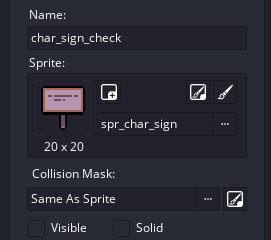 Name:
char_sign_check
Sprite:
spr_char_sign
...
20 x 20
Collision Mask:
Same As Sprite ...
Visible Solid